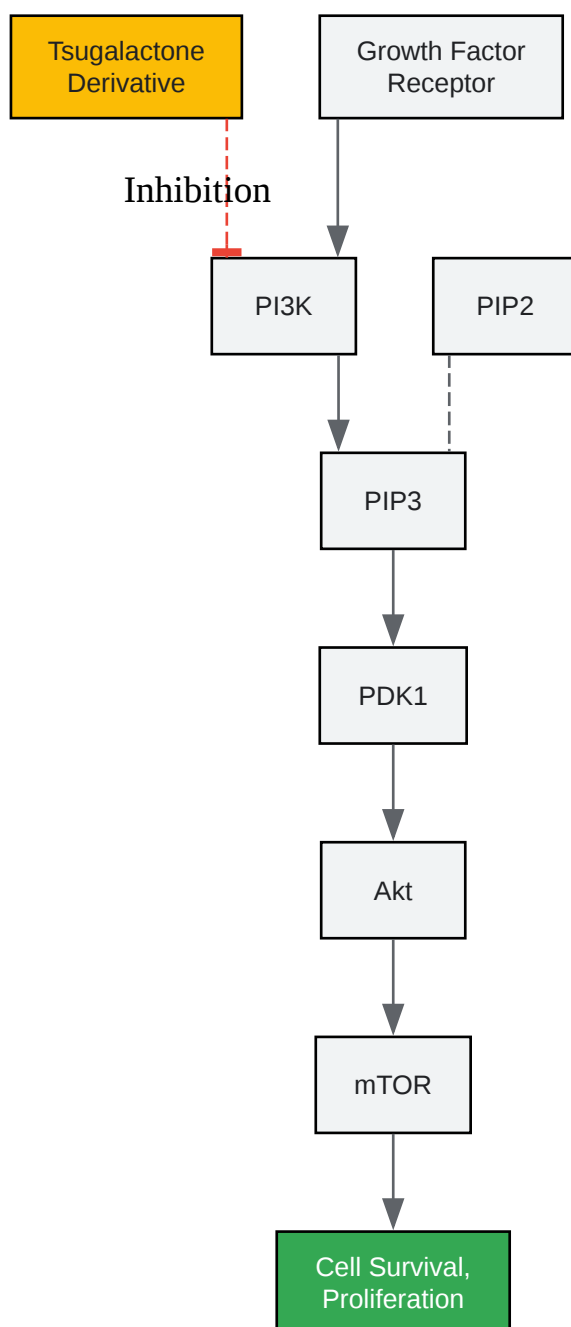 Tsugalactone
Derivative
Growth Factor
Receptor
Inhibition
PI3K
PIP2
PIP3
PDK1
Akt
mTOR
Cell Survival,
Proliferation